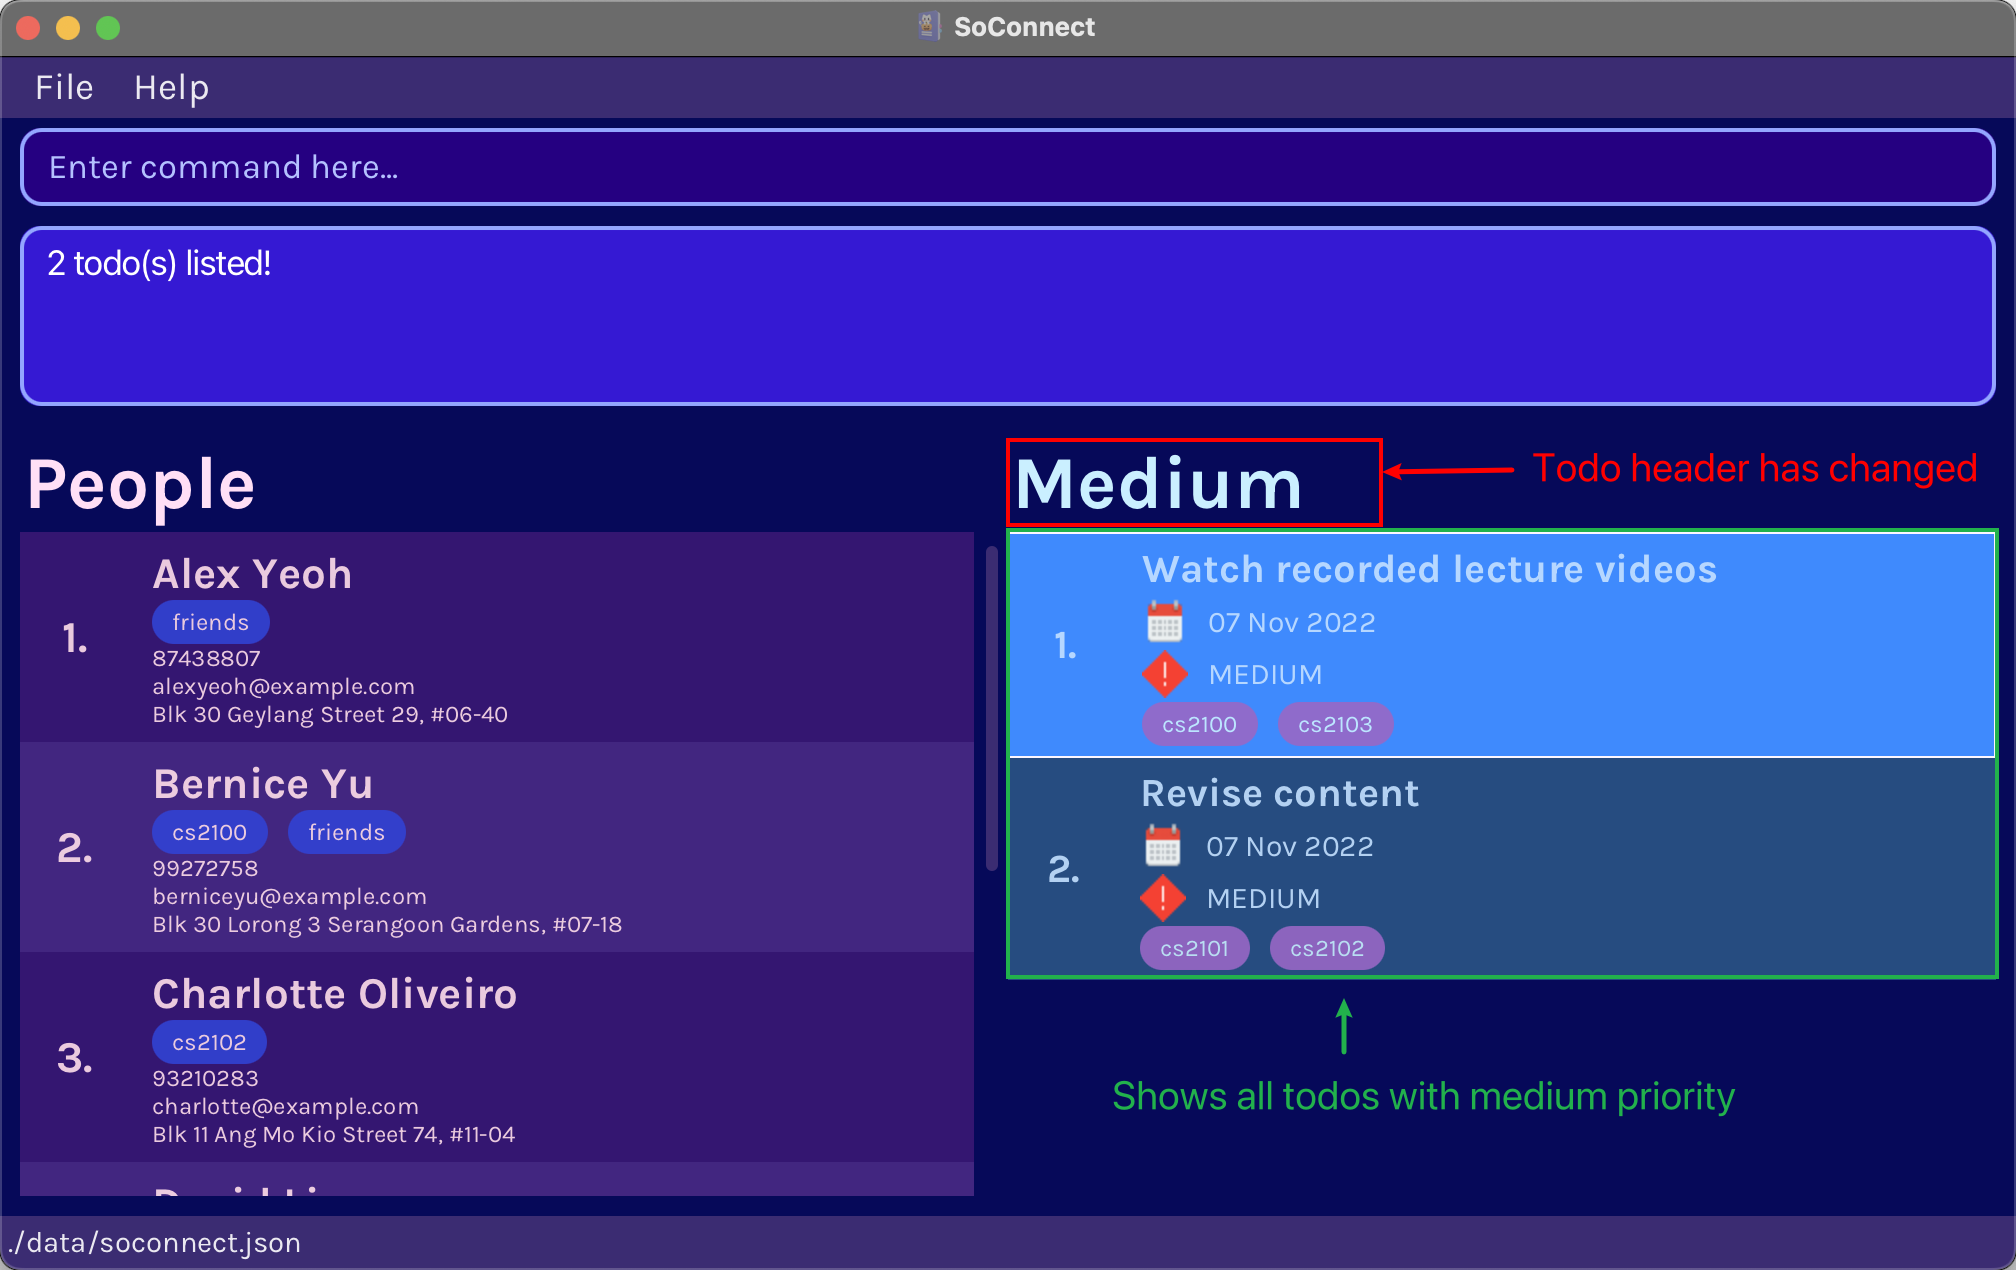 SoConnect
File Help
Enter command here...
2 todo(s) listed!
People
1.
Alex Yeoh
friends
87438807
alexyeoh@example.com
Blk 30 Geylang Street 29, #06-40
2.
Bernice Yu
cs2100 friends
99272758
berniceyu@example.com
Blk 30 Lorong 3 Serangoon Gardens, #07-18
3.
Charlotte Oliveiro
cs2102
93210283
charlotte@example.com
Blk 11 Ang Mo Kio Street 74, #11-04
Medium
Todo header has changed
1.
Watch recorded lecture videos
07 Nov 2022
MEDIUM
cs2100 cs2103
2.
Revise content
07 Nov 2022
MEDIUM
cs2101 cs2102
Shows all todos with medium priority
./data/soconnect.json